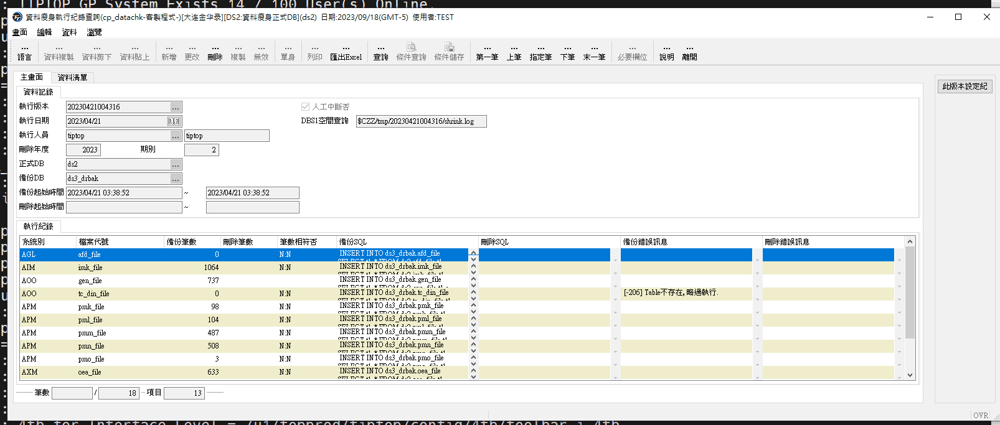 TIPTOP GP System Exists 14 / 100 User(s) Online.
資料瘦身執行紀錄查詢(cp_datachk-客製程式-)[大连金华录][DS2:資料瘦身正式DB](ds2) 日期:2023/09/18(GMT-5) 使用者:TEST
畫面 編輯 資料 瀏覽
語言 資料複製 資料剪下 資料貼上 新增 更改 刪除 複製 無效 單身 列印 匯出Excel 查詢 條件查詢 條件儲存 第一筆 上筆 指定筆 下筆 末一筆 必要欄位 說明 離開
主畫面 資料清單
此版本設定紀
資料記錄
執行版本 20230421004316 ... 人工中斷否
執行日期 2023/04/21 DBS1空間查詢 $CZZ/tmp/20230421004316/shrink.log
執行人員 tiptop ... tiptop
刪除年度 2023 期別 2
正式DB ds2 ...
備份DB ds3_drbak ...
備份起始時間 2023/04/21 03:38:52 ~ 2023/04/21 03:38:52
刪除起始時間 ~
執行紀錄
系統別 檔案代號 備份筆數 刪除筆數 筆數相符否 備份SQL 刪除SQL 備份錯誤訊息 刪除錯誤訊息
AGL afd_file 0 N:N INSERT INTO ds3_drbak.afd_file
AIM imk_file 1064 N:N INSERT INTO ds3_drbak.imk_file
AOO gen_file 737 INSERT INTO ds3_drbak.gen_file
AOO tc_din_file 0 N:N INSERT INTO ds3_drbak.tc_din_file [-206] Table不存在,略過執行.
APM pmk_file 98 N:N INSERT INTO ds3_drbak.pmk_file
APM pml_file 104 N:N INSERT INTO ds3_drbak.pml_file
APM pmm_file 487 N:N INSERT INTO ds3_drbak.pmm_file
APM pmn_file 508 N:N INSERT INTO ds3_drbak.pmn_file
APM pmo_file 3 N:N INSERT INTO ds3_drbak.pmo_file
AXM oea_file 633 N:N INSERT INTO ds3_drbak.oea_file
筆數 / 18 項目 13
OVR